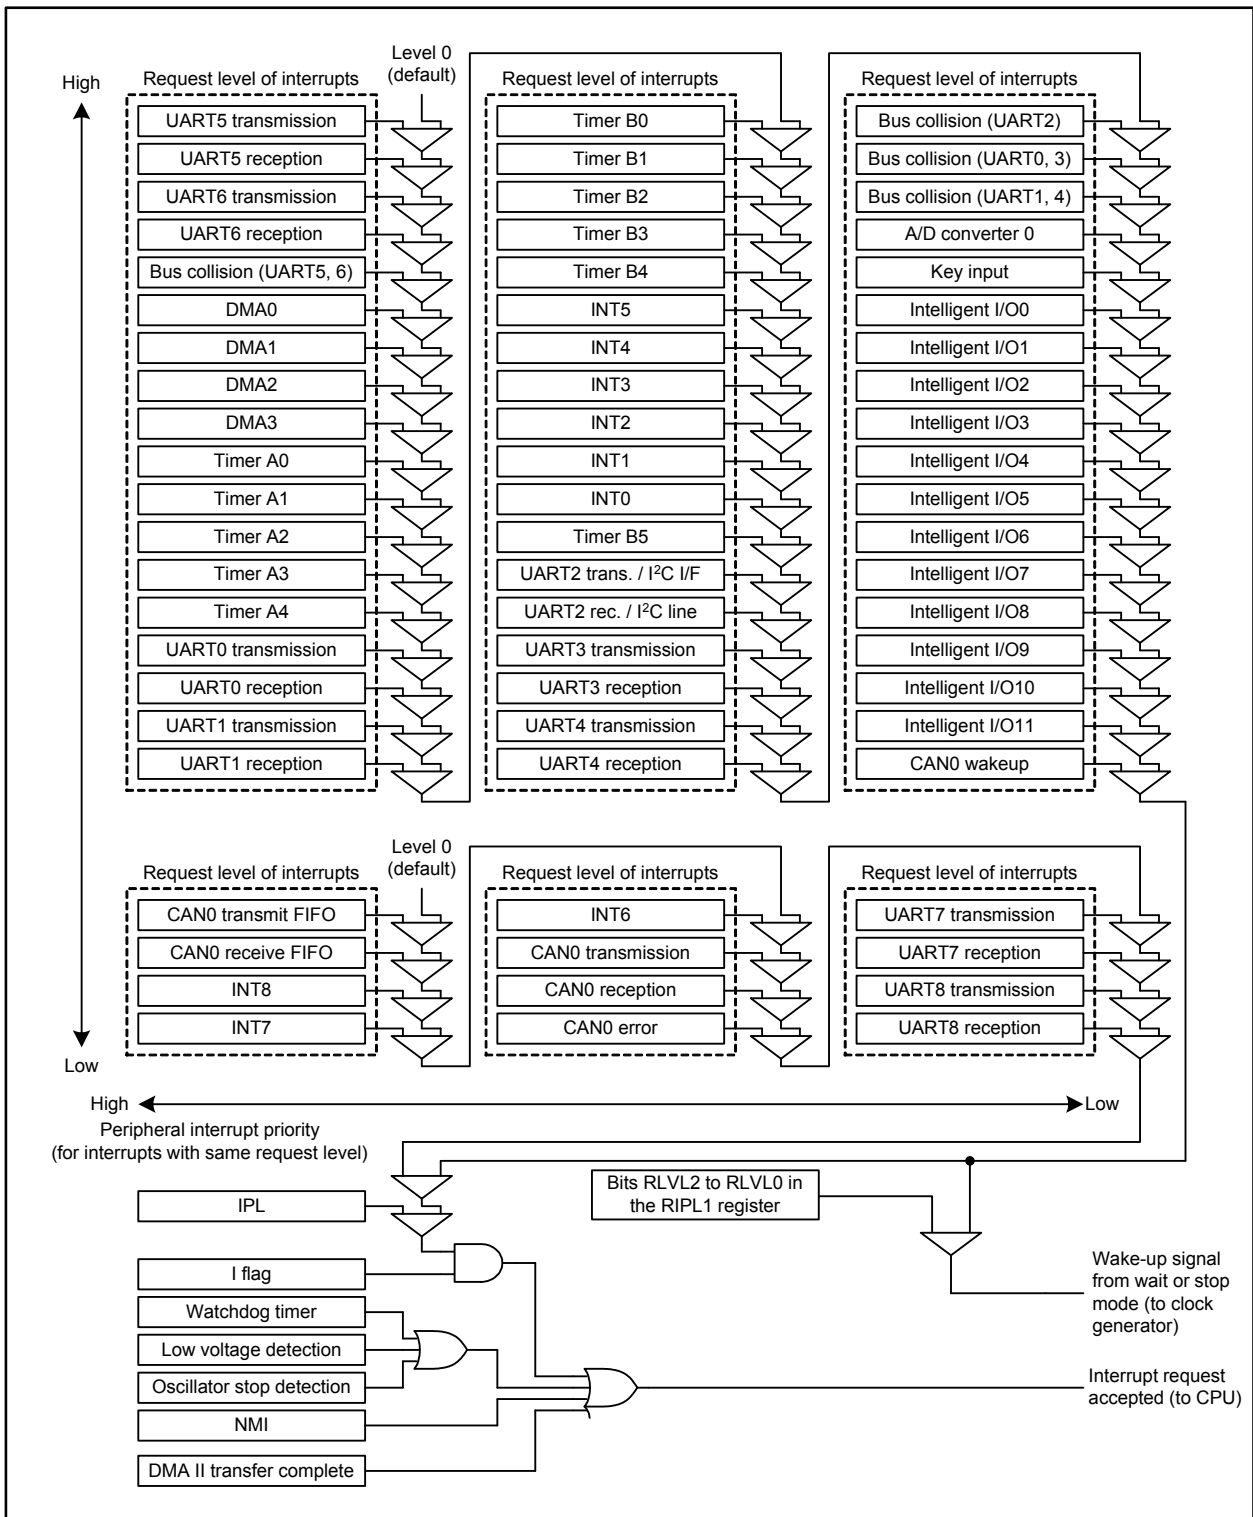 High
Level 0
(default)
Request level of interrupts
UART5 transmission
UART5 reception
UART6 transmission
UART6 reception
Bus collision (UART5, 6)
DMA0
DMA1
DMA2
DMA3
Timer A0
Timer A1
Timer A2
Timer A3
Timer A4
UART0 transmission
UART0 reception
UART1 transmission
UART1 reception
Request level of interrupts
Timer B0
Timer B1
Timer B2
Timer B3
Timer B4
INT5
INT4
INT3
INT2
INT1
INT0
Timer B5
UART2 trans. / I²C I/F
UART2 rec. / I²C line
UART3 transmission
UART3 reception
UART4 transmission
UART4 reception
Request level of interrupts
Bus collision (UART2)
Bus collision (UART0, 3)
Bus collision (UART1, 4)
A/D converter 0
Key input
Intelligent I/O0
Intelligent I/O1
Intelligent I/O2
Intelligent I/O3
Intelligent I/O4
Intelligent I/O5
Intelligent I/O6
Intelligent I/O7
Intelligent I/O8
Intelligent I/O9
Intelligent I/O10
Intelligent I/O11
CAN0 wakeup
Level 0
(default)
Request level of interrupts
CAN0 transmit FIFO
CAN0 receive FIFO
INT8
INT7
Request level of interrupts
INT6
CAN0 transmission
CAN0 reception
CAN0 error
Request level of interrupts
UART7 transmission
UART7 reception
UART8 transmission
UART8 reception
Low
High
Low
Peripheral interrupt priority
(for interrupts with same request level)
IPL
Bits RLVL2 to RLVL0 in
the RIPL1 register
I flag
Watchdog timer
Low voltage detection
Oscillator stop detection
NMI
DMA II transfer complete
Wake-up signal
from wait or stop
mode (to clock
generator)
Interrupt request
accepted (to CPU)